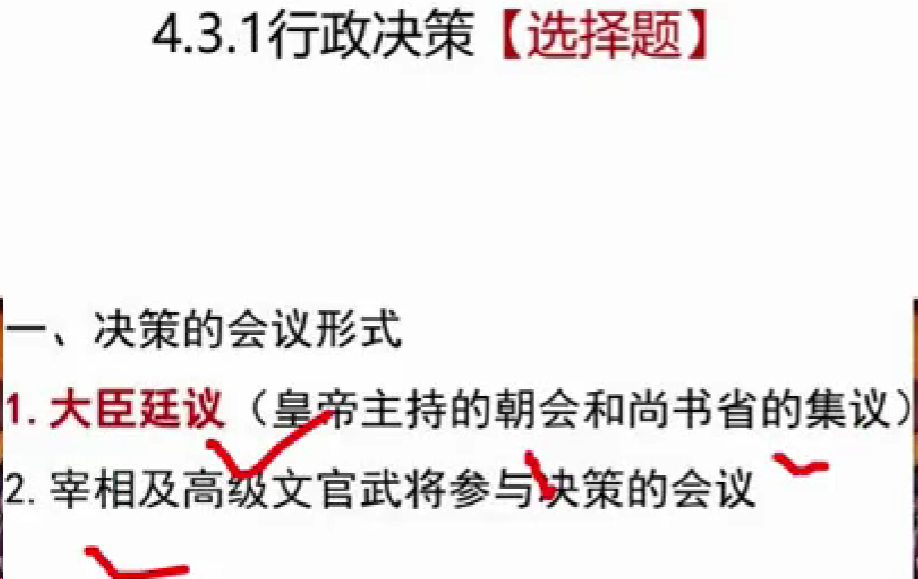 4.3.1行政决策【选择题】
一、决策的会议形式
1.大臣廷议（皇帝主持的朝会和尚书省的集议）
2.宰相及高级文官武将参与决策的会议